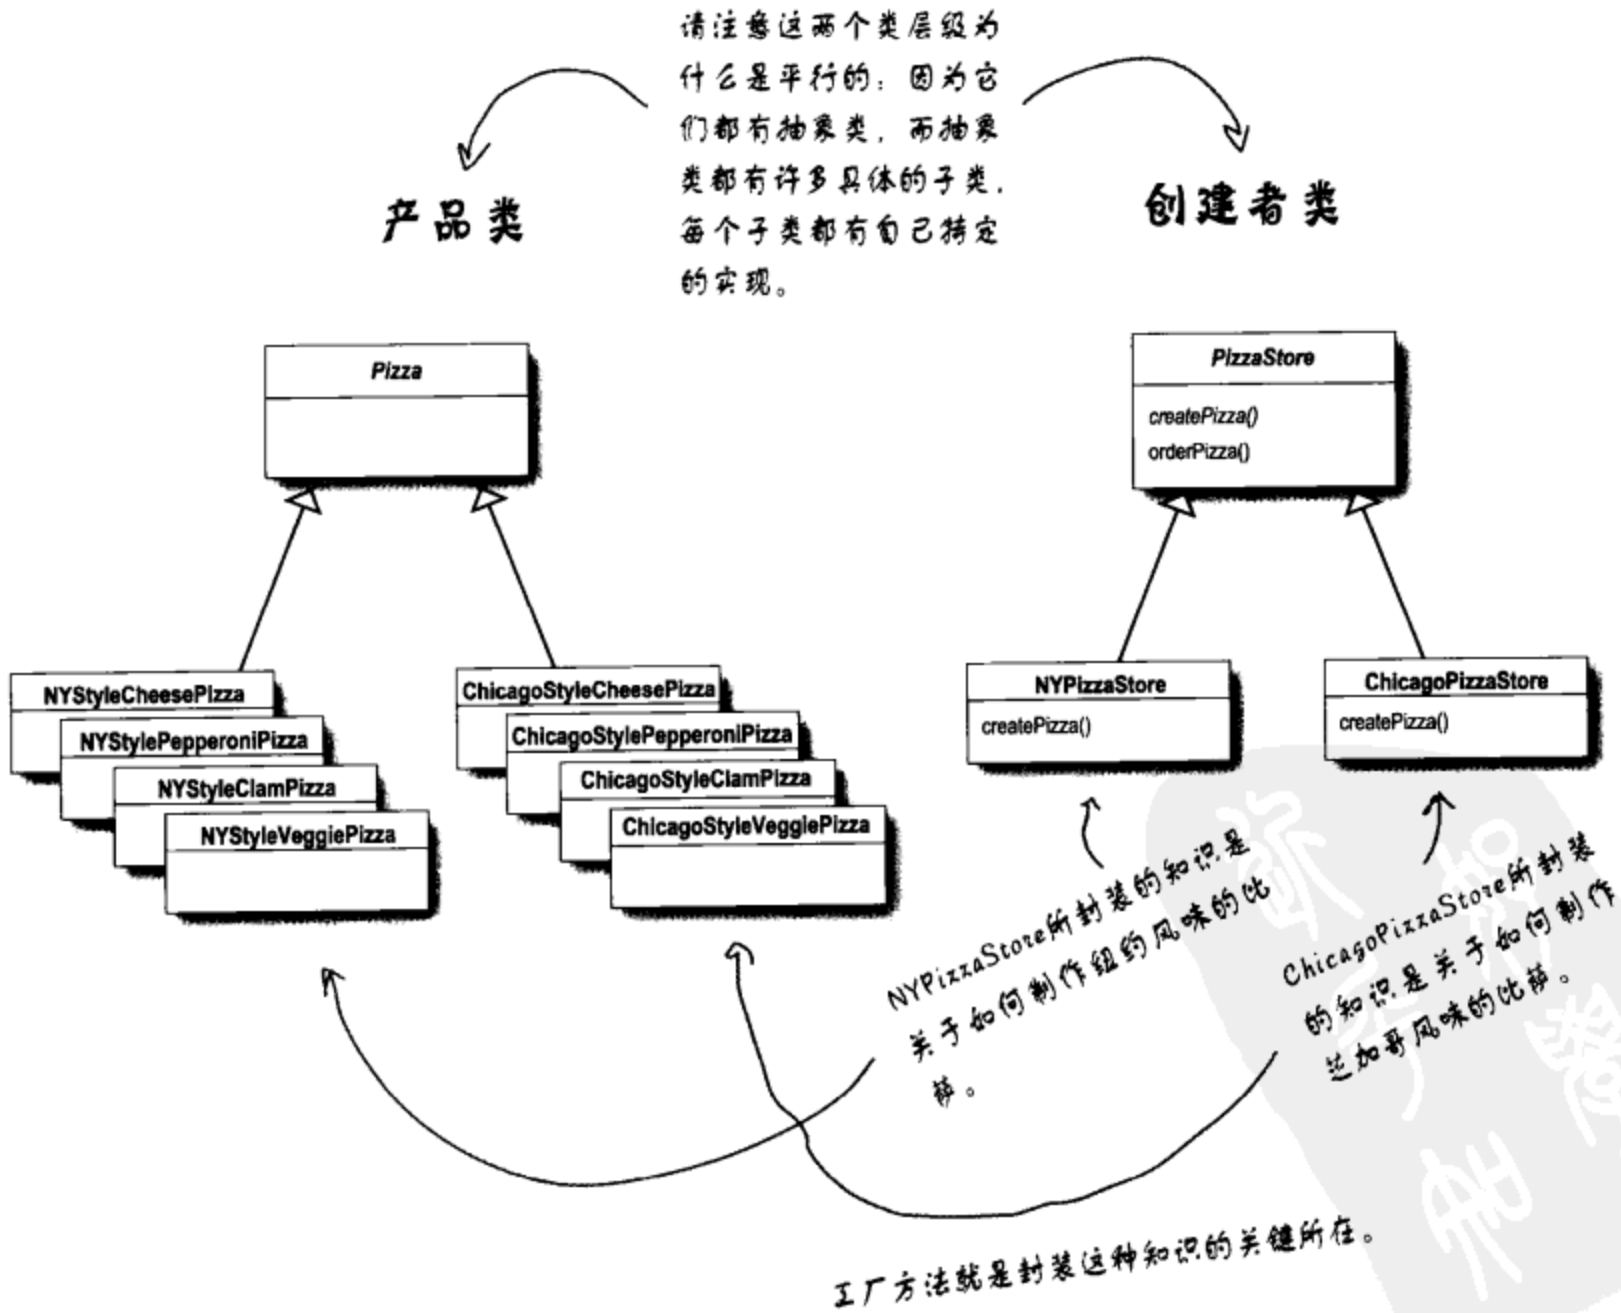 请注意这两个类层级为
什么是平行的：因为它
们都有抽象类，而抽象
类都有许多具体的子类，
每个子类都有自己特定
的实现。
产品类
创建者类
Pizza
PizzaStore
createPizza()
orderPizza()
NYStyleCheesePizza
NYStylePepperoniPizza
NYStyleClamPizza
NYStyleVeggiePizza
ChicagoStyleCheesePizza
ChicagoStylePepperoniPizza
ChicagoStyleClamPizza
ChicagoStyleVeggiePizza
NYPizzaStore
createPizza()
ChicagoPizzaStore
createPizza()
NYPizzaStore所封装的知识是
关于如何制作纽约风味的比
萨。
ChicagoPizzaStore所封装
的知识是关于如何制作
芝加哥风味的比萨。
工厂方法就是封装这种知识的关键所在。